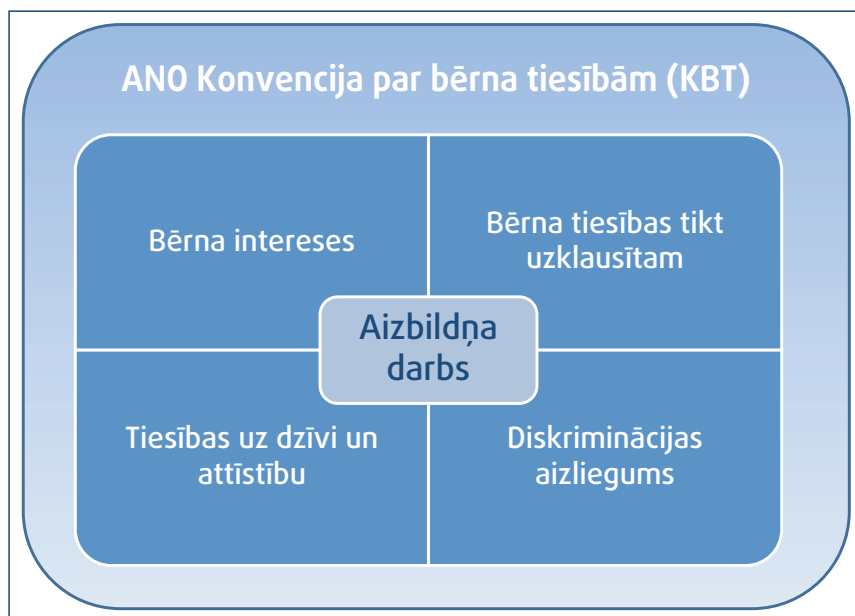 ANO Konvencija par bērna tiesībām (KBT)
Bērna intereses
Bērna tiesības tikt
uzklausītam
Aizbildņa
darbs
Tiesības uz dzīvi un
attīstību
Diskriminācijas
aizliegums